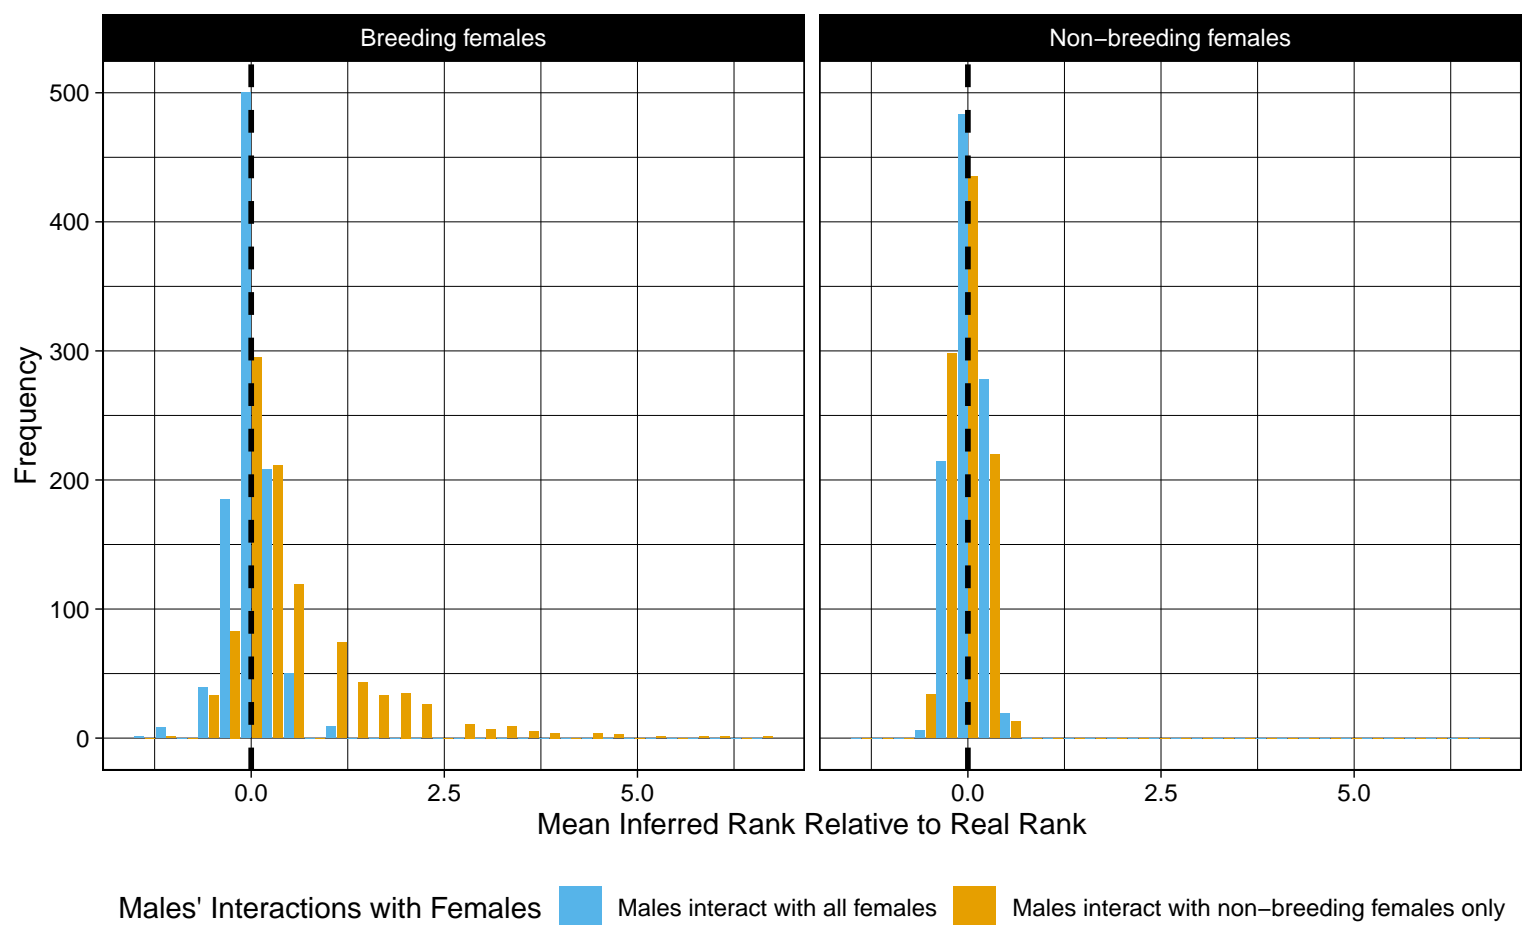 Breeding females
Non−breeding females
500
400
300
200
100
0
Frequency
0.0 2.5 5.0
0.0 2.5 5.0
Mean Inferred Rank Relative to Real Rank
Males' Interactions with Females Males interact with all females Males interact with non−breeding females only